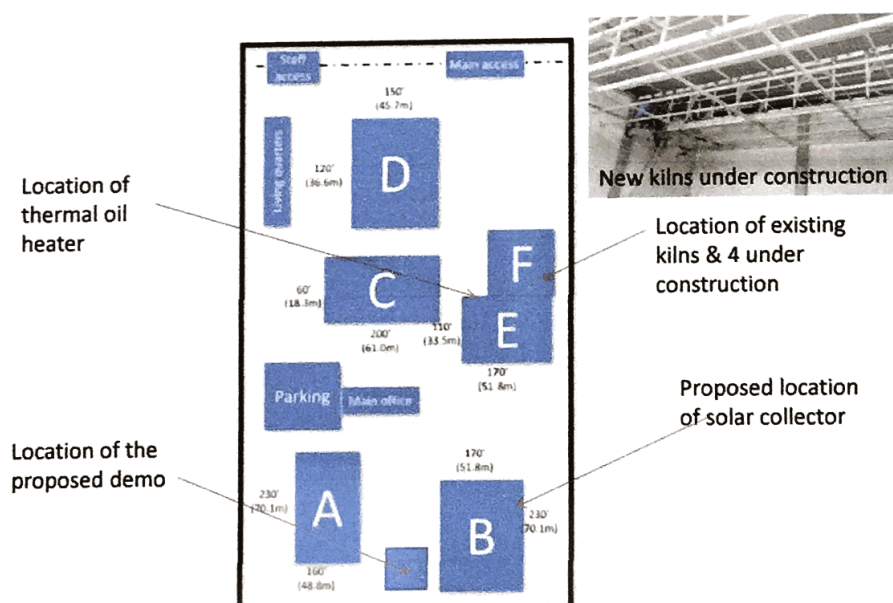 Staff
access
Main access
150'
(45.7m)
Living quarters
120'
(36.6m)
D
New kilns under construction
Location of
thermal oil
heater
Location of existing
kilns & 4 under
construction
F
C
60'
(18.3m)
200'
(61.0m)
110'
(33.5m)
E
170'
(51.8m)
Parking
Main office
Proposed location
of solar collector
Location of the
proposed demo
170'
(51.8m)
230'
(70.1m)
A
B
230'
(70.1m)
160'
(48.8m)